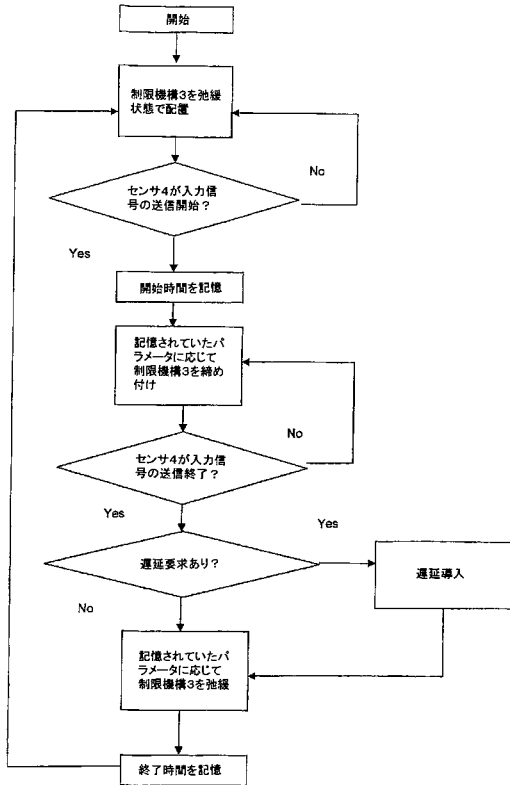 開始
制限機構3を弛緩
状態で配置
No
センサ4が入力信
号の送信開始？
Yes
開始時間を記憶
記憶されていたパ
ラメータに応じて
制限機構3を締め
付け
No
センサ4が入力信
号の送信終了？
Yes
Yes
遅延要求あり？
遅延導入
No
記憶されていたパ
ラメータに応じて
制限機構3を弛緩
終了時間を記憶